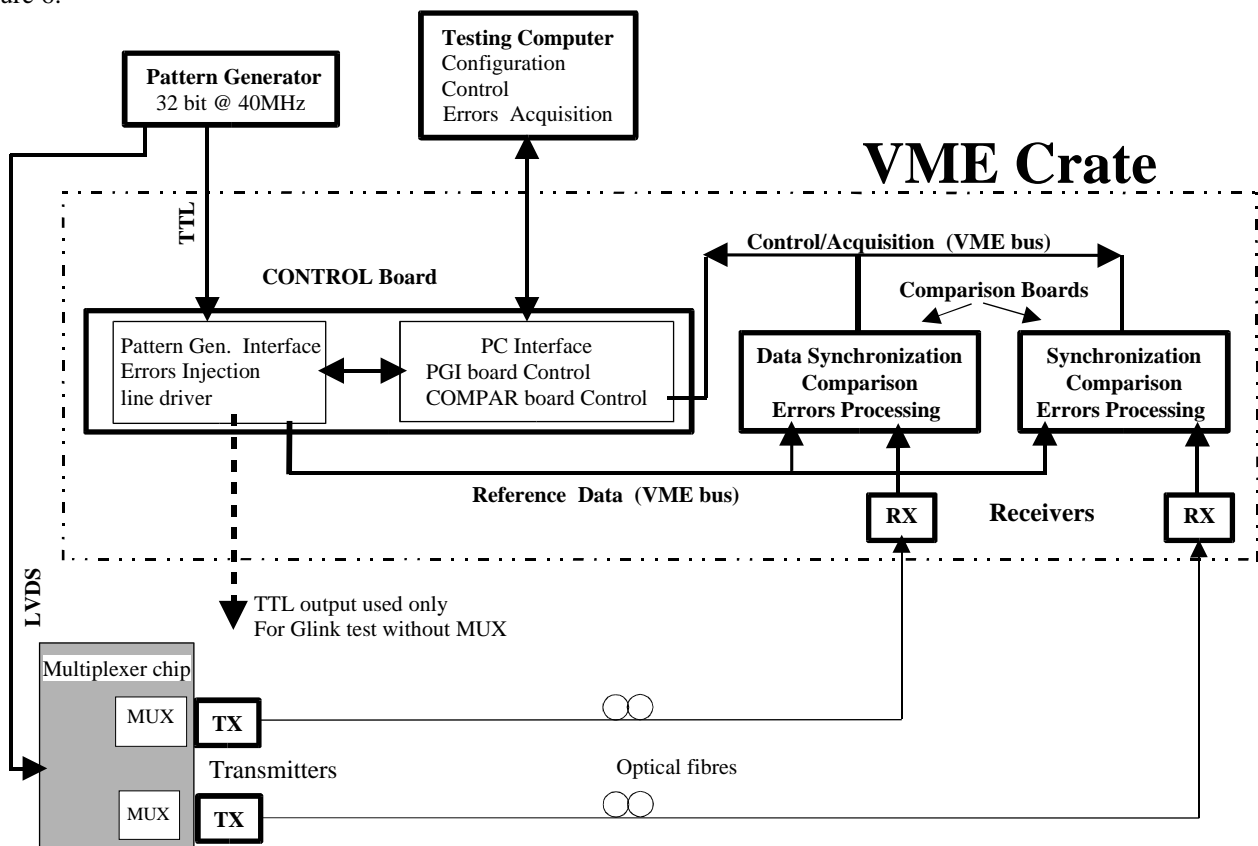 ure 6.
Testing Computer
Configuration
Control
Errors Acquisition
Pattern Generator
32 bit @ 40MHz
VME Crate
TTL
Control/Acquisition (VME bus)
CONTROL Board
Comparison Boards
Pattern Gen. Interface
Errors Injection
line driver
PC Interface
PGI board Control
COMPAR board Control
Data Synchronization
Comparison
Errors Processing
Synchronization
Comparison
Errors Processing
Reference Data (VME bus)
RX
Receivers
RX
LVDS
TTL output used only
For Glink test without MUX
Multiplexer chip
MUX
TX
Transmitters
Optical fibres
MUX
TX